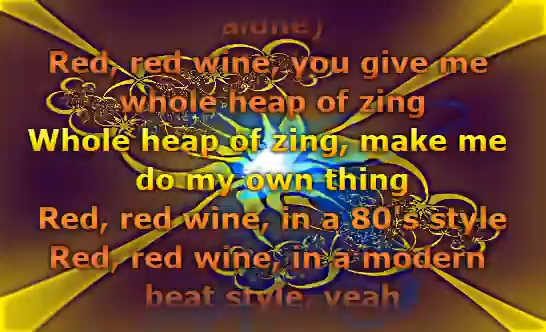 alone)
Red, red wine, you give me
whole heap of zing
Whole heap of zing, make me
do my own thing
Red, red wine, in a 80's style
Red, red wine, in a modern
beat style, yeah